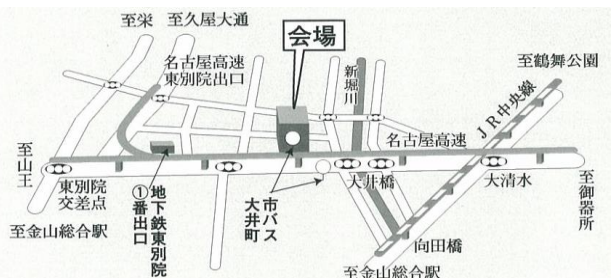 至栄
至久屋大通
会場
名古屋高速
東別院出口
新堀川
至鶴舞公園
JR中央線
名古屋高速
至山王
東別院
交差点
至金山総合駅
地下鉄東別院
①番出口
市バス
大井町
大井橋
大清水
至御器所
向田橋
至金山総合駅